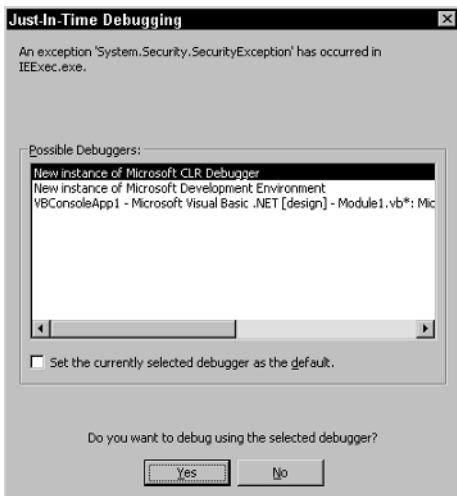 Just-In-Time Debugging
An exception 'System.Security.SecurityException' has occurred in
IEExec.exe.
Possible Debuggers:
New instance of Microsoft CLR Debugger
New instance of Microsoft Development Environment
VBConsoleApp1 - Microsoft Visual Basic .NET [design] - Module1.vb*: Mic
Set the currently selected debugger as the default.
Do you want to debug using the selected debugger?
Yes
No